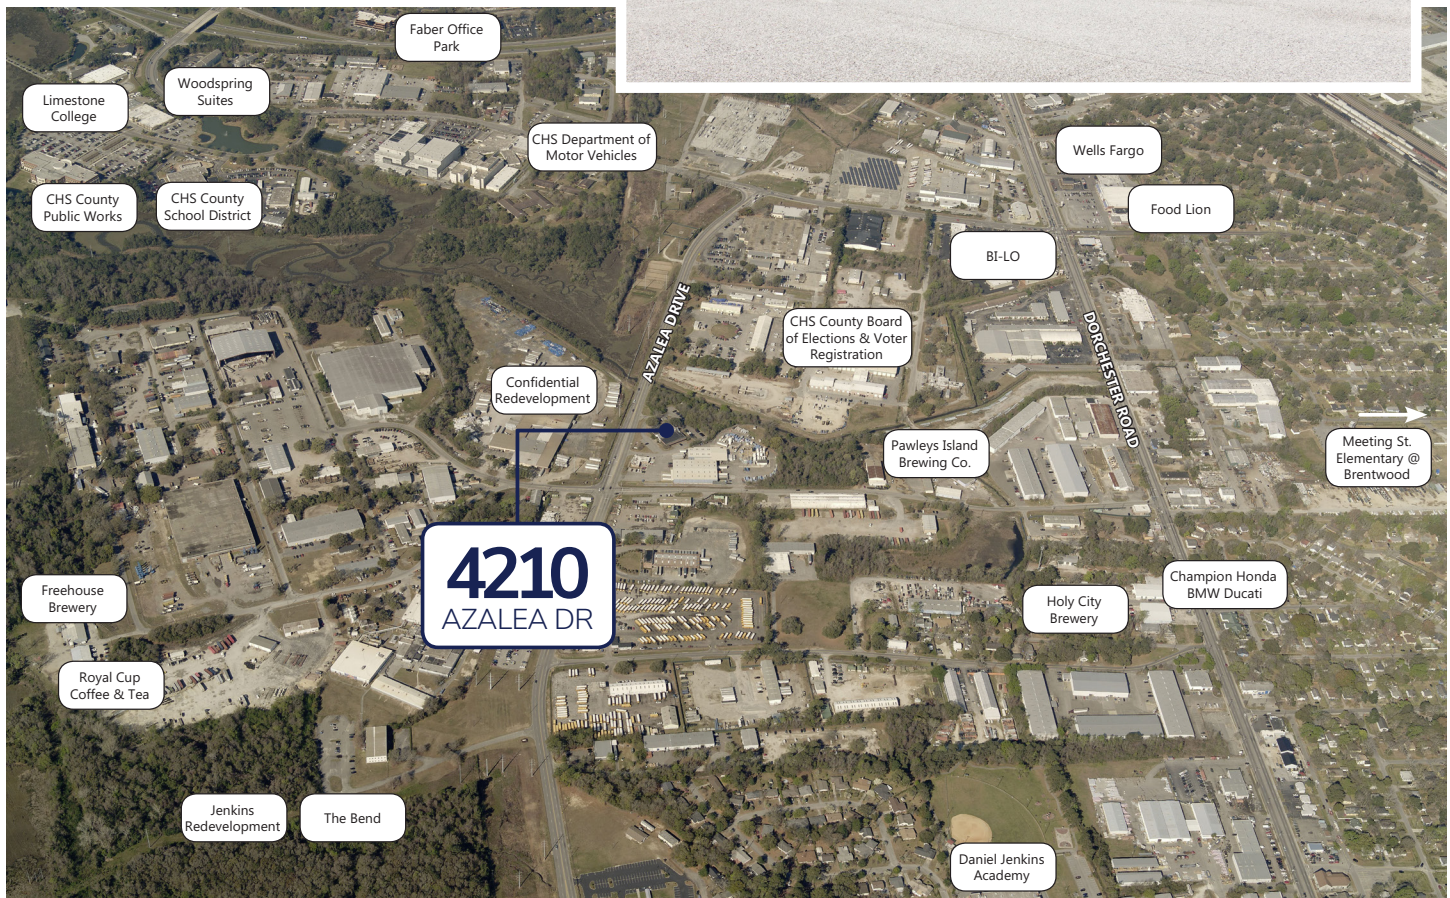 Faber Office
Park
Woodspring
Suites
Limestone
College
CHS Department of
Motor Vehicles
Wells Fargo
CHS County
Public Works
CHS County
School District
Food Lion
BI-LO
AZALEA DRIVE
CHS County Board
of Elections & Voter
Registration
DORCHESTER ROAD
Confidential
Redevelopment
Pawleys Island
Brewing Co.
Meeting St.
Elementary @
Brentwood
4210
AZALEA DR
Freehouse
Brewery
Champion Honda
BMW Ducati
Holy City
Brewery
Royal Cup
Coffee & Tea
Jenkins
Redevelopment
The Bend
Daniel Jenkins
Academy